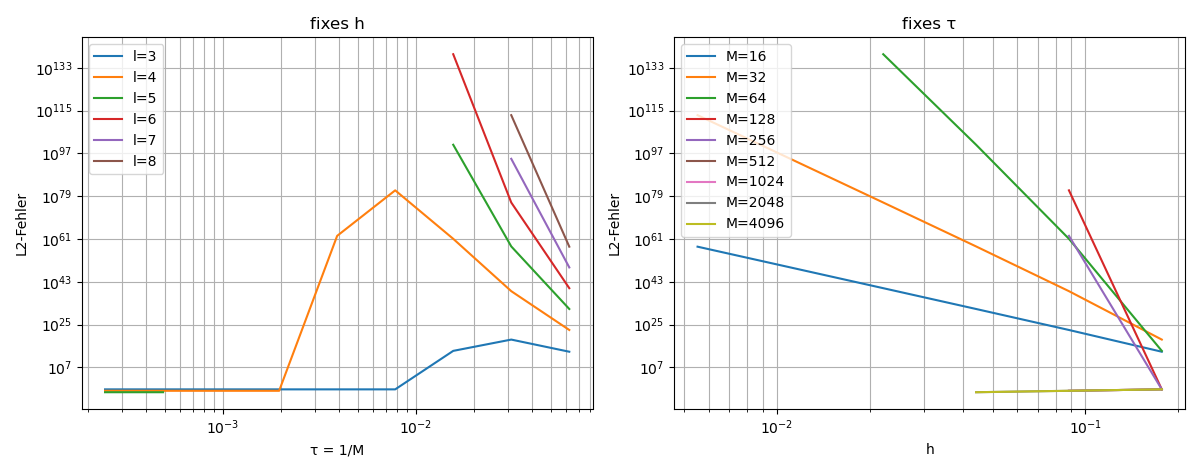 fixes h
L2-Fehler
10^133
10^115
10^97
10^79
10^61
10^43
10^25
10^7
l=3
l=4
l=5
l=6
l=7
l=8
10^-3
10^-2
τ = 1/M
fixes τ
L2-Fehler
10^133
10^115
10^97
10^79
10^61
10^43
10^25
10^7
M=16
M=32
M=64
M=128
M=256
M=512
M=1024
M=2048
M=4096
10^-2
10^-1
h